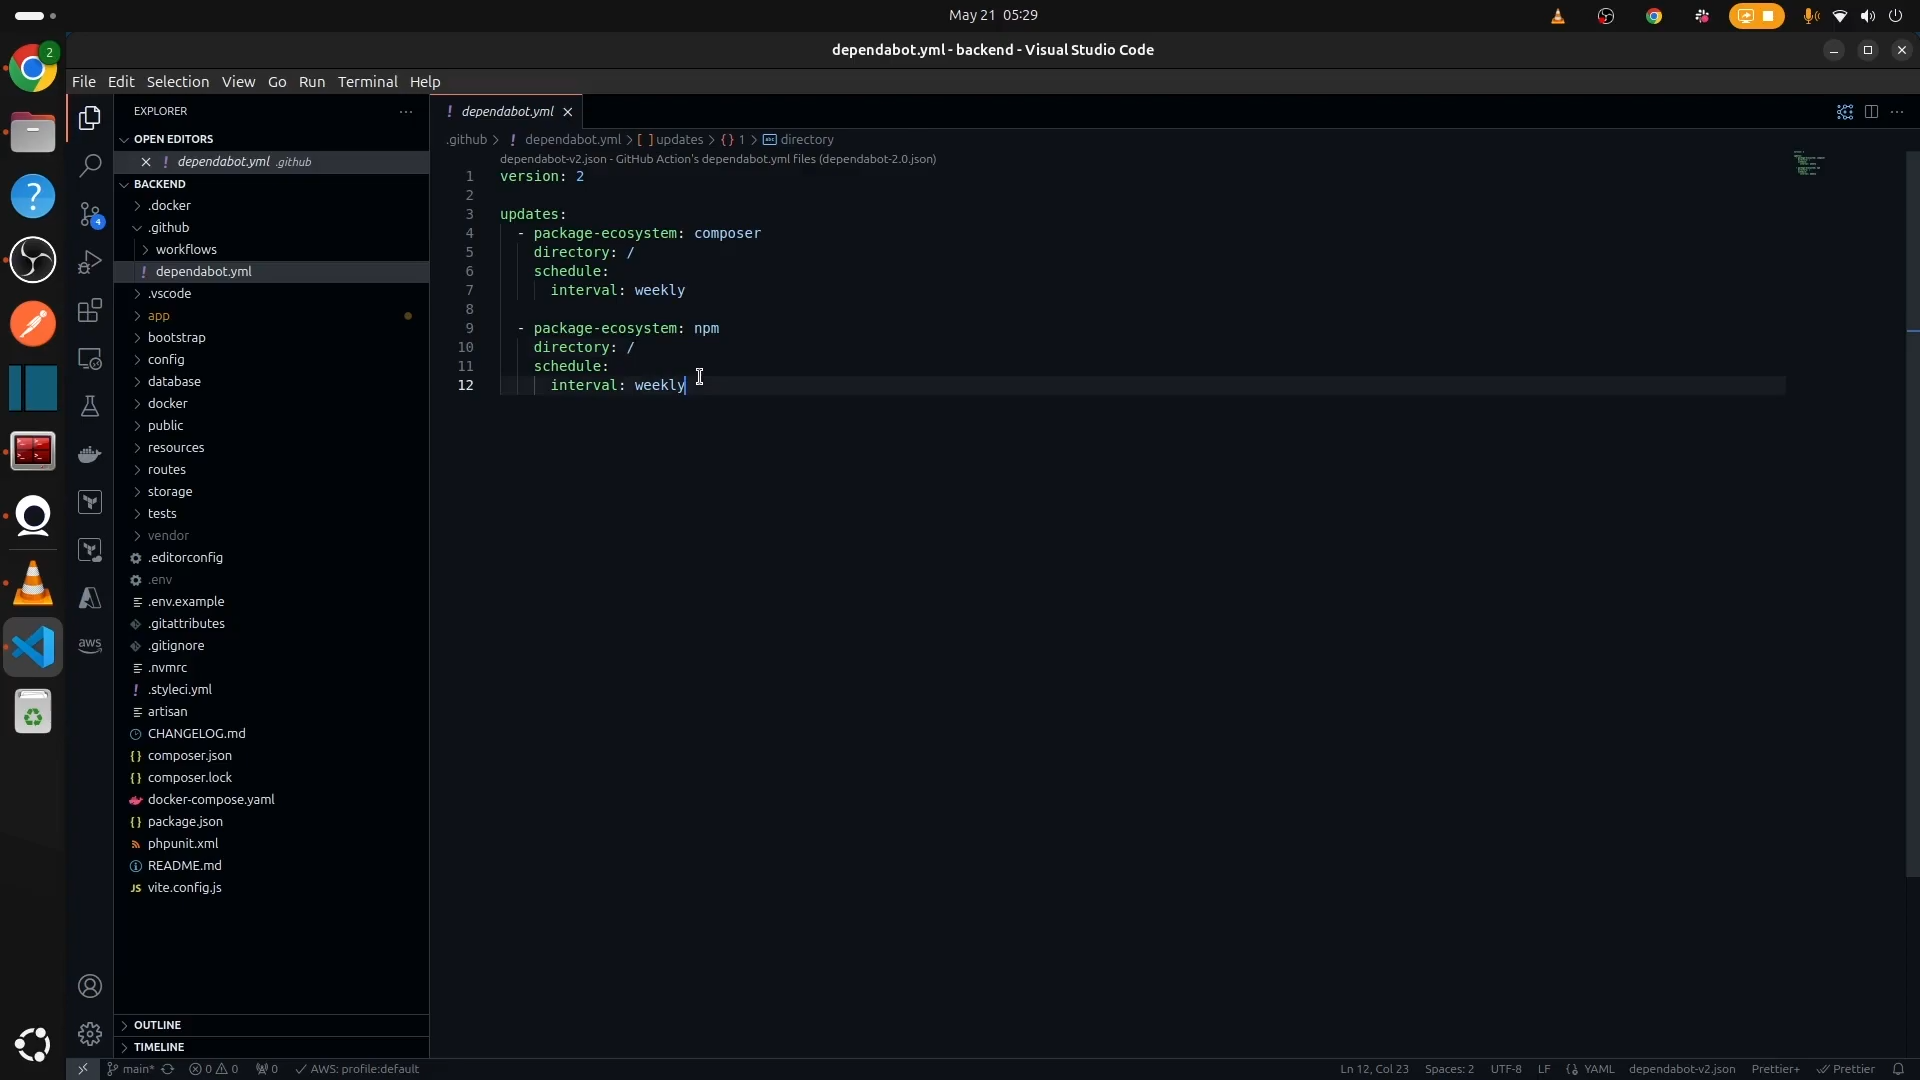 May 21 05:29
dependabot.yml - backend - Visual Studio Code
2
File Edit Selection View Go Run Terminal Help
EXPLORER
OPEN EDITORS
dependabot.yml .github
BACKEND
.docker
.github
workflows
dependabot.yml
.vscode
app
bootstrap
config
database
docker
public
resources
routes
storage
tests
vendor
.editorconfig
.env
.env.example
.gitattributes
.gitignore
.nvmrc
.styleci.yml
artisan
CHANGELOG.md
composer.json
composer.lock
docker-compose.yaml
package.json
phpunit.xml
README.md
JS vite.config.js
OUTLINE
TIMELINE
4
aws
! dependabot.yml
.github > ! dependabot.yml > [ ] updates > {} 1 > abc directory
dependabot-v2.json - GitHub Action's dependabot.yml files (dependabot-2.0.json)
1 version: 2
2
3 updates:
4 - package-ecosystem: composer
5 directory: /
6 schedule:
7 interval: weekly
8
9 - package-ecosystem: npm
10 directory: /
11 schedule:
12 interval: weekly
main* 0 0 0 AWS: profile:default
Ln 12, Col 23 Spaces: 2 UTF-8 LF YAML dependabot-v2.json Prettier+ Prettier